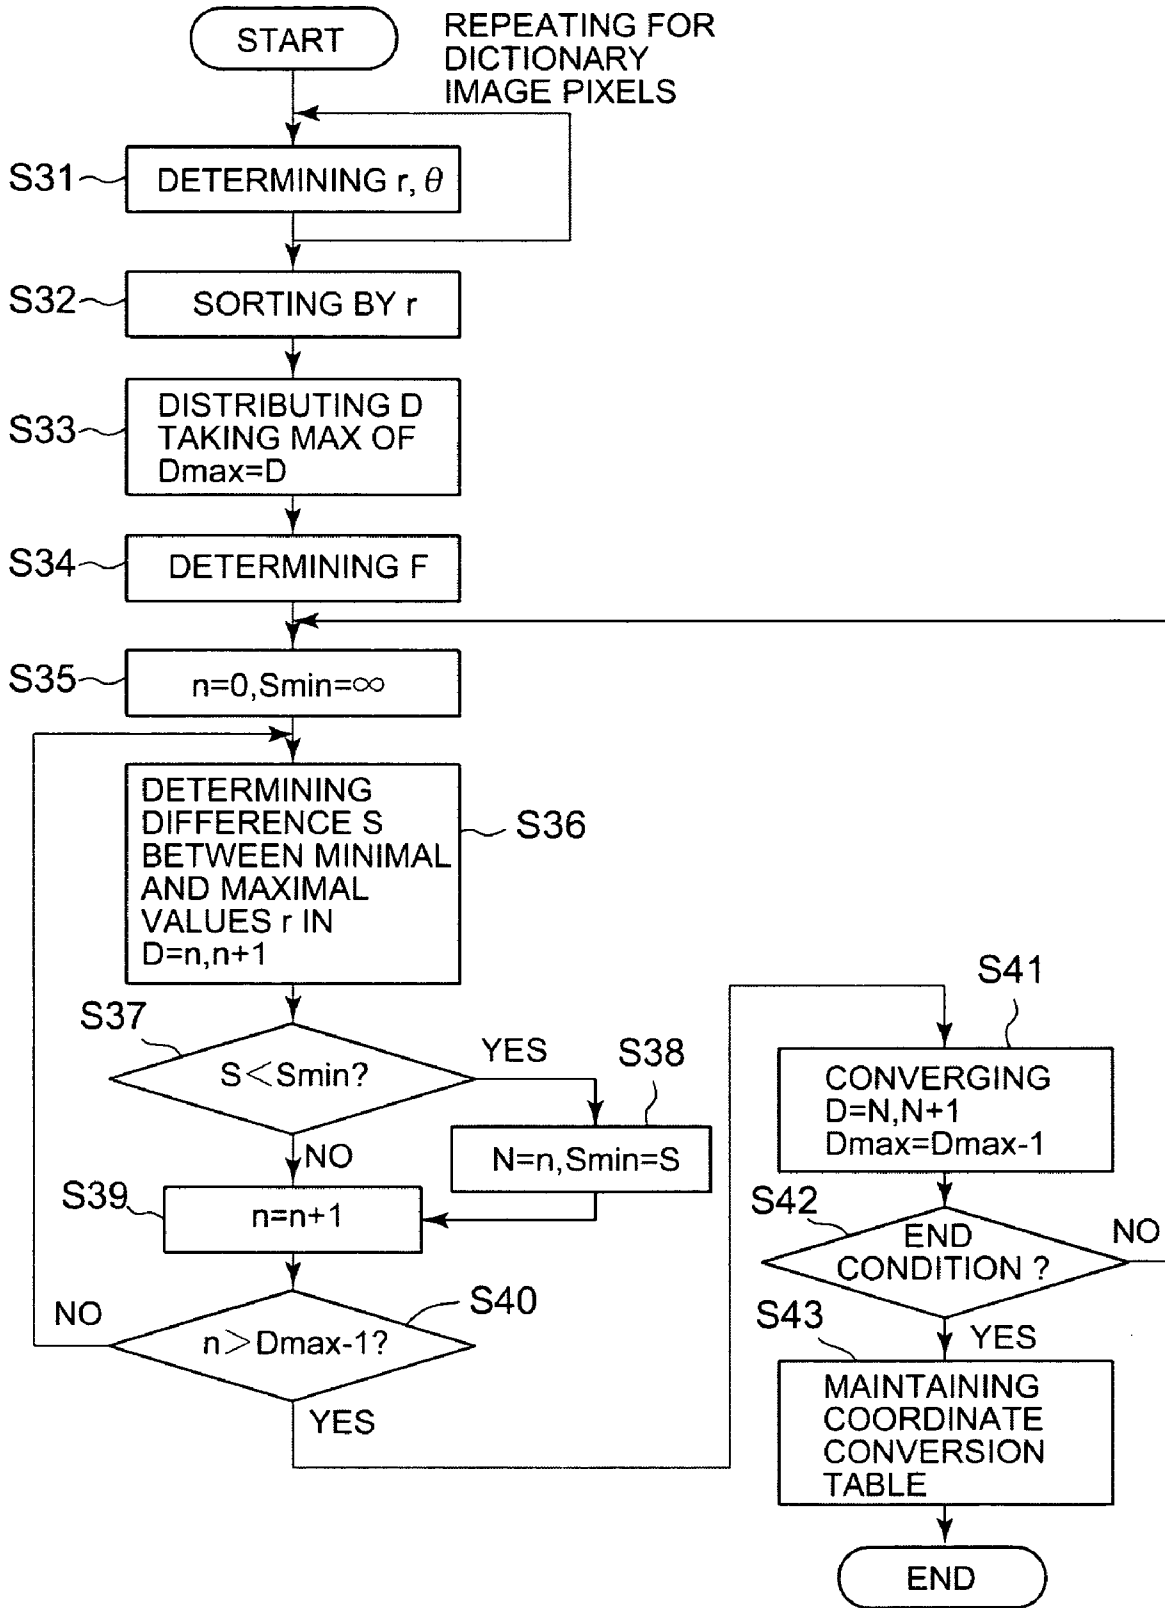 START
REPEATING FOR
DICTIONARY
IMAGE PIXELS
S31
DETERMINING r, θ
S32
SORTING BY r
S33
DISTRIBUTING D
TAKING MAX OF
Dmax=D
S34
DETERMINING F
S35
n=0,Smin=∞
S36
DETERMINING
DIFFERENCE S
BETWEEN MINIMAL
AND MAXIMAL
VALUES r IN
D=n,n+1
S37
S<Smin?
YES
NO
S38
N=n,Smin=S
S39
n=n+1
S40
n>Dmax-1?
NO
YES
S41
CONVERGING
D=N,N+1
Dmax=Dmax-1
S42
END
CONDITION ?
NO
YES
S43
MAINTAINING
COORDINATE
CONVERSION
TABLE
END